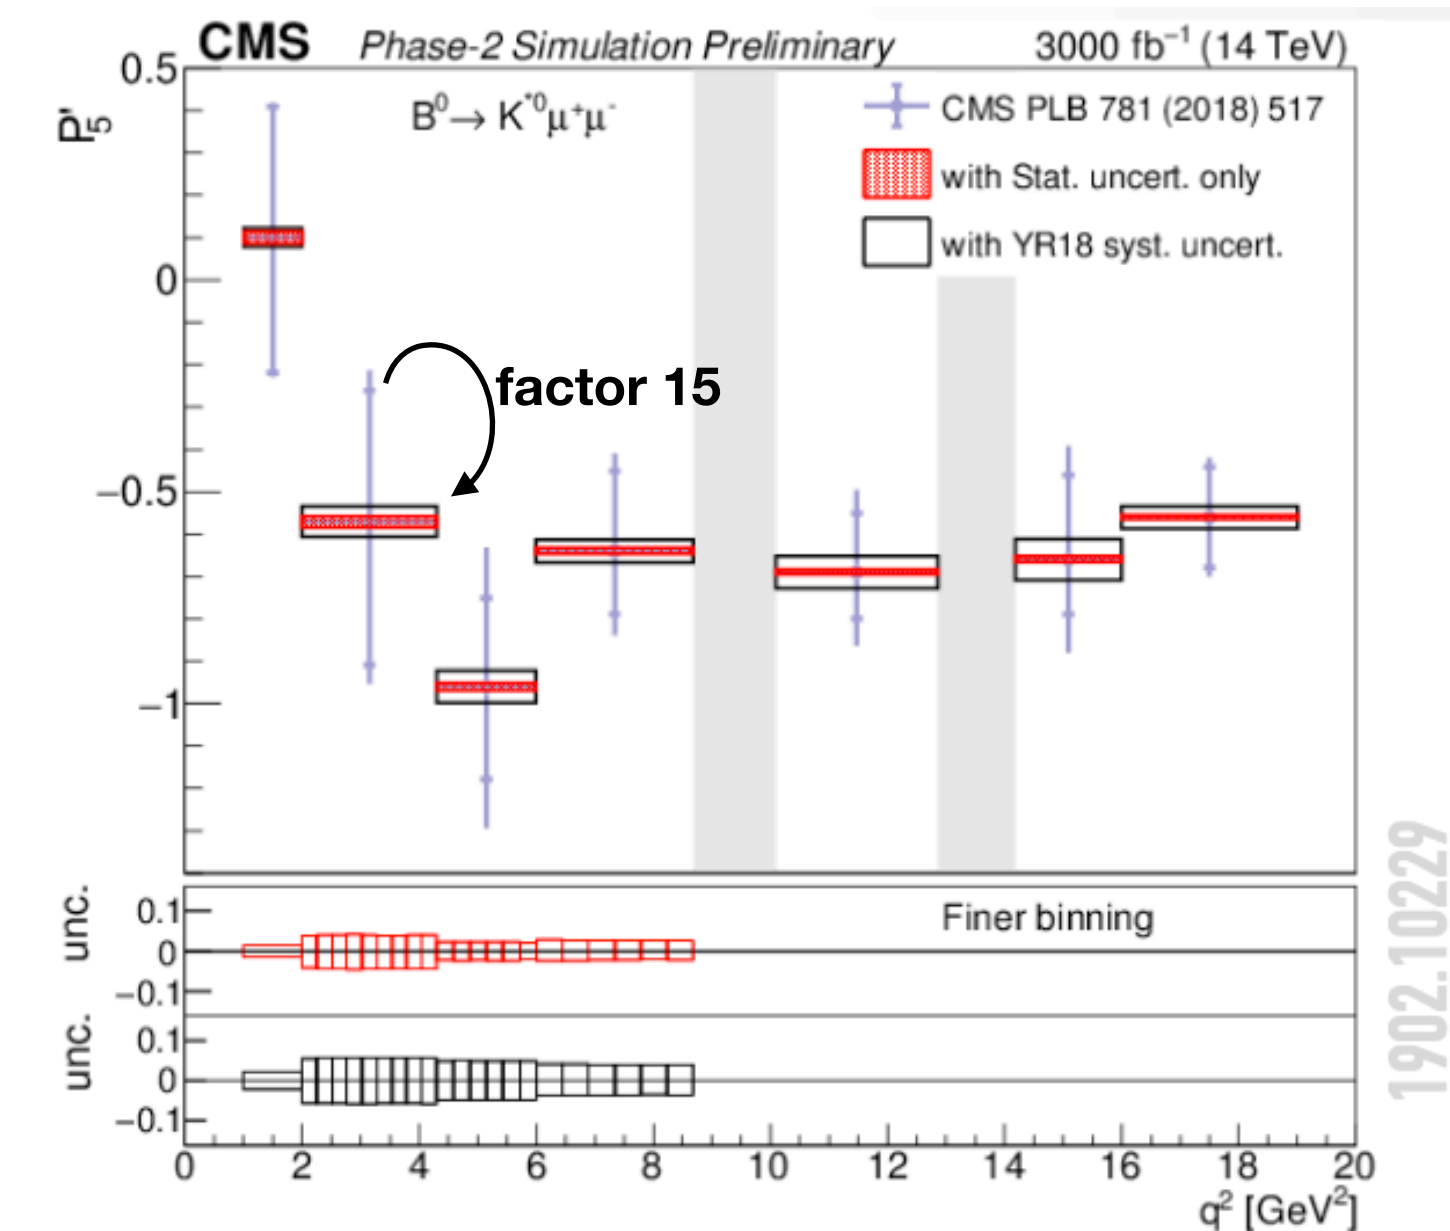 CMS Phase-2 Simulation Preliminary 3000 fb⁻¹ (14 TeV)
P₅'
B⁰→ K*⁰μ⁺μ⁻
CMS PLB 781 (2018) 517
with Stat. uncert. only
with YR18 syst. uncert.
factor 15
0.5
0
−0.5
−1
unc.
0.1
0
−0.1
Finer binning
unc.
0.1
0
−0.1
0 2 4 6 8 10 12 14 16 18 20
q² [GeV²]
1902.10229